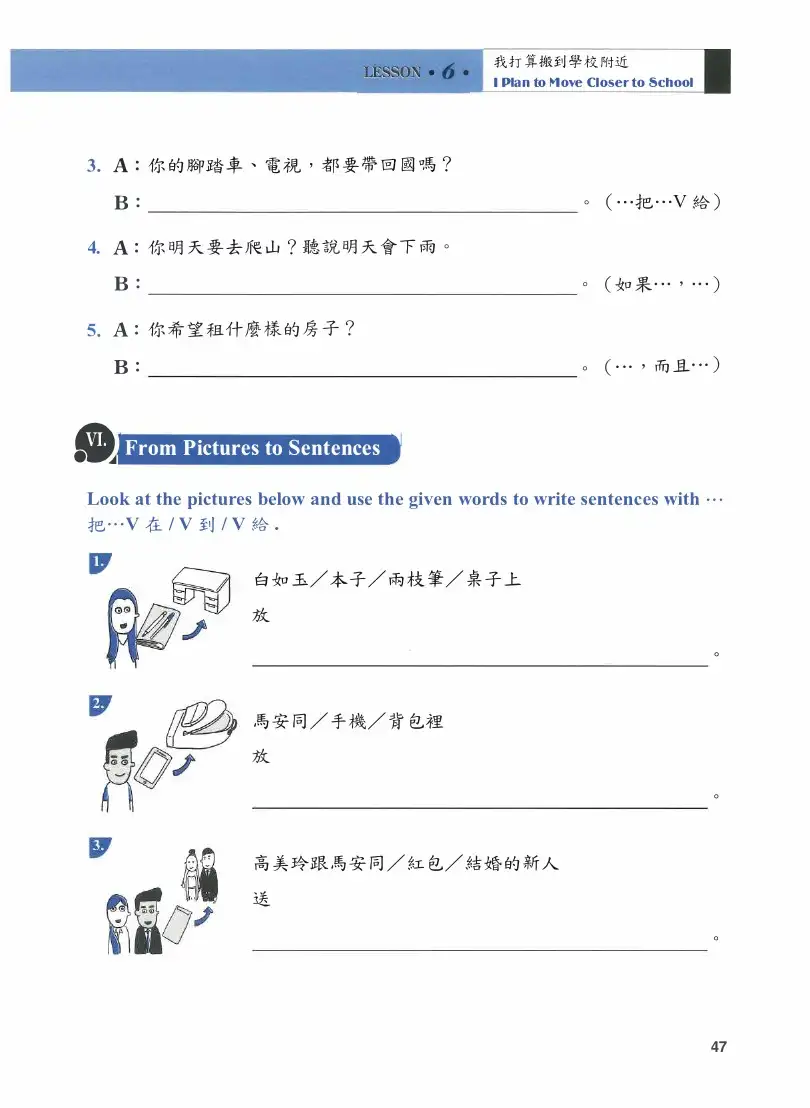 LESSON • 6 •
我打算搬到學校附近
I Plan to Move Closer to School
3. A：你的腳踏車、電視，都要帶回國嗎？
B：＿＿＿＿＿＿＿＿＿＿。（…把…V 給）
4. A：你明天要去爬山？聽說明天會下雨。
B：＿＿＿＿＿＿＿＿＿＿。（如果…，…）
5. A：你希望租什麼樣的房子？
B：＿＿＿＿＿＿＿＿＿＿。（…，而且…）
VI. From Pictures to Sentences
Look at the pictures below and use the given words to write sentences with …
把…V 在 / V 到 / V 給 .
1.
白如玉／本子／兩枝筆／桌子上
放
＿＿＿＿＿＿＿＿＿＿。
2.
馬安同／手機／背包裡
放
＿＿＿＿＿＿＿＿＿＿。
3.
高美玲跟馬安同／紅包／結婚的新人
送
＿＿＿＿＿＿＿＿＿＿。
47